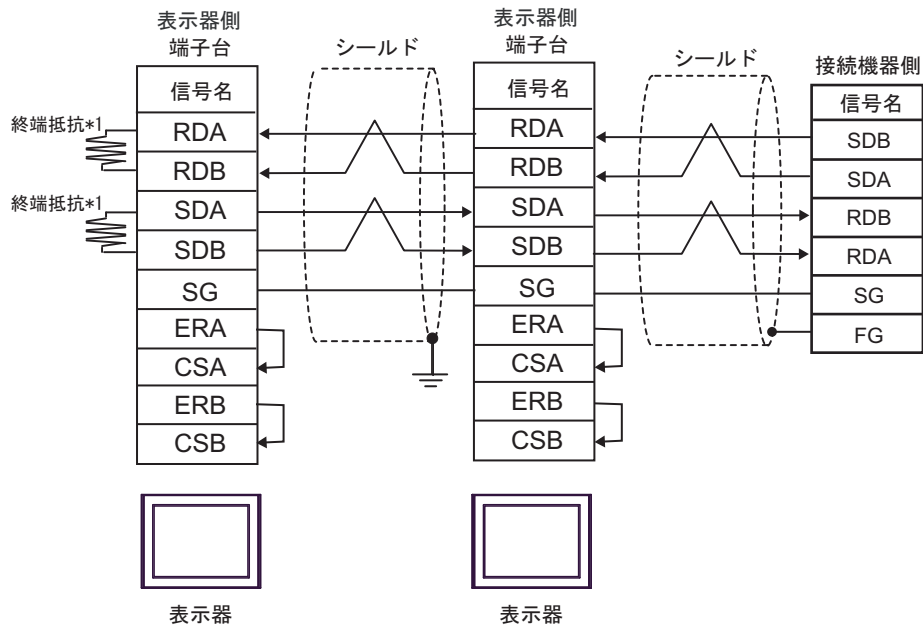 表示器側
端子台
信号名
RDA
RDB
SDA
SDB
SG
ERA
CSA
ERB
CSB
終端抵抗*1
終端抵抗*1
シールド
表示器側
端子台
信号名
RDA
RDB
SDA
SDB
SG
ERA
CSA
ERB
CSB
シールド
接続機器側
信号名
SDB
SDA
RDB
RDA
SG
FG
表示器
表示器